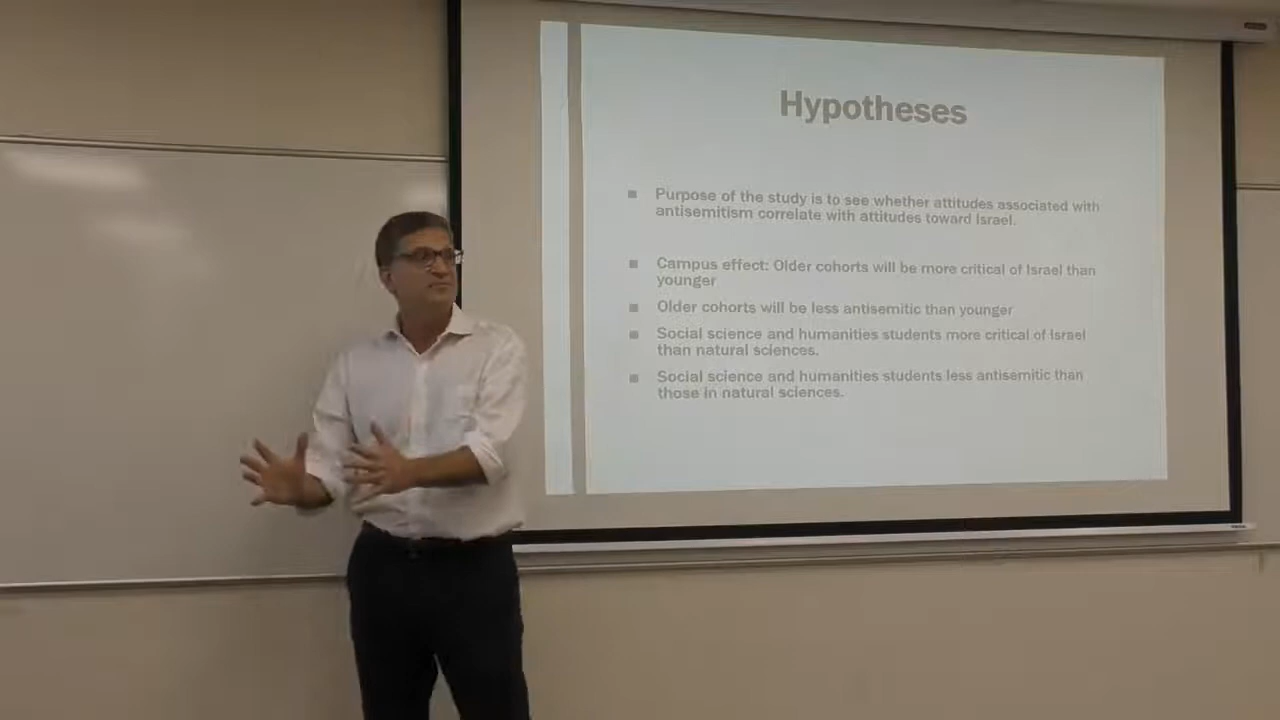 Hypotheses
Purpose of the study is to see whether attitudes associated with
antisemitism correlate with attitudes toward Israel.
Campus effect: Older cohorts will be more critical of Israel than
younger
Older cohorts will be less antisemitic than younger
Social science and humanities students more critical of Israel
than natural sciences.
Social science and humanities students less antisemitic than
those in natural sciences.